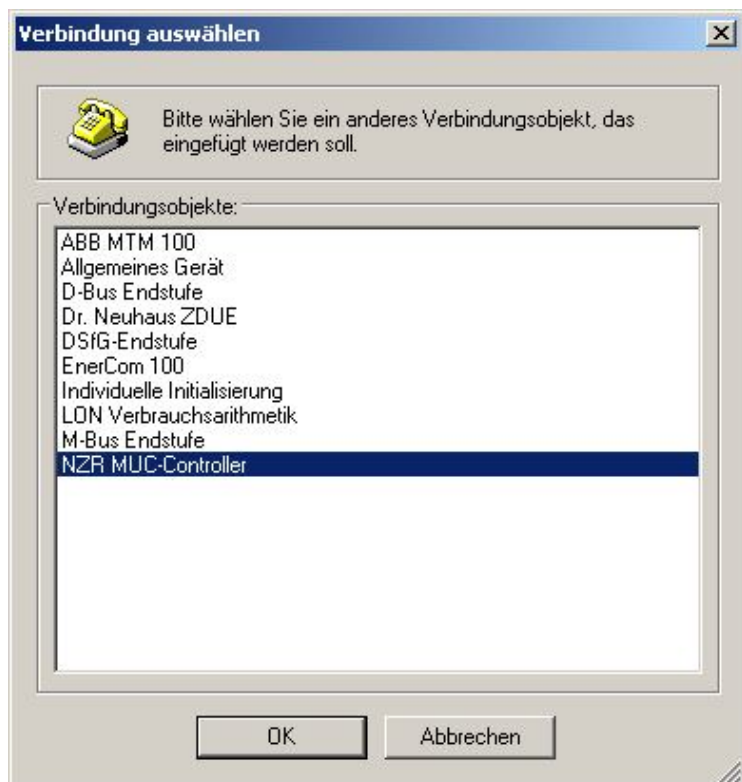 Verbindung auswählen
Bitte wählen Sie ein anderes Verbindungsobjekt, das
eingefügt werden soll.
Verbindungsobjekte:
ABB MTM 100
Allgemeines Gerät
D-Bus Endstufe
Dr. Neuhaus ZDUE
DSfG-Endstufe
EnerCom 100
Individuelle Initialisierung
LON Verbrauchsarithmetik
M-Bus Endstufe
NZR MUC-Controller
OK
Abbrechen